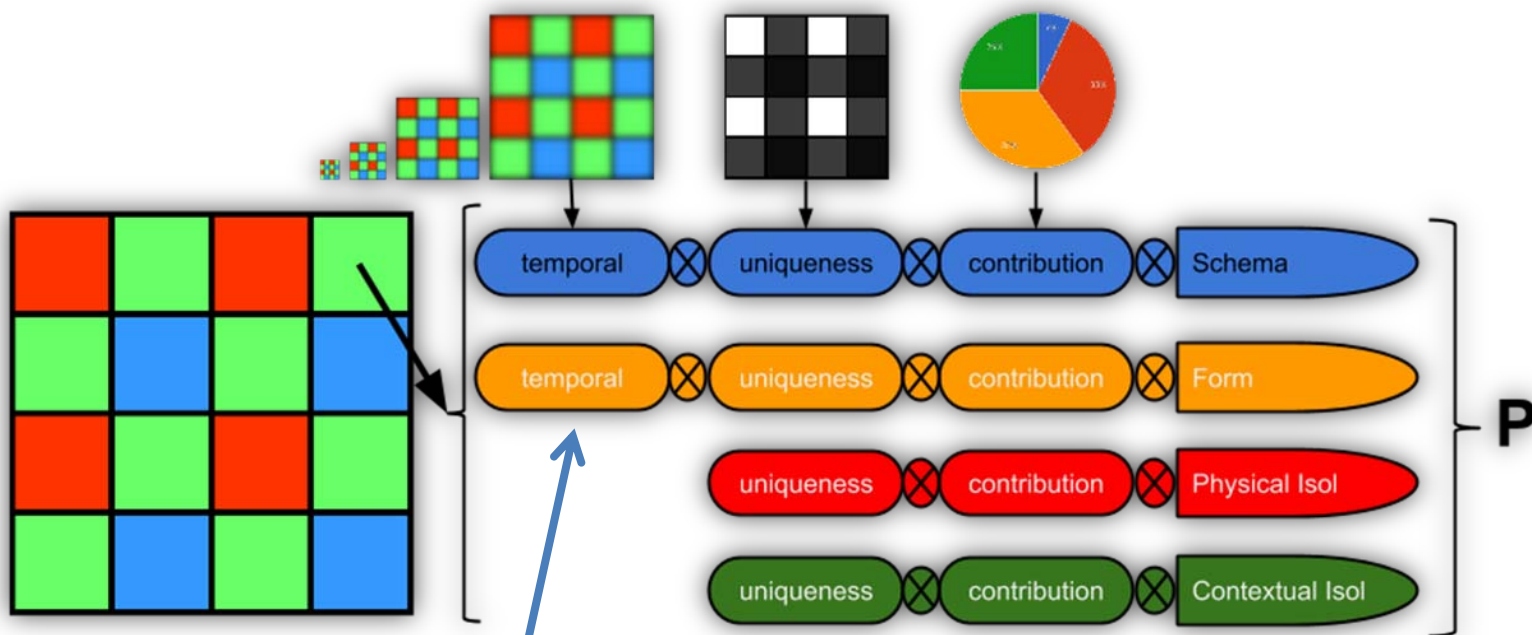 temporal uniqueness contribution Schema
temporal uniqueness contribution Form
uniqueness contribution Physical Isol
uniqueness contribution Contextual Isol
P